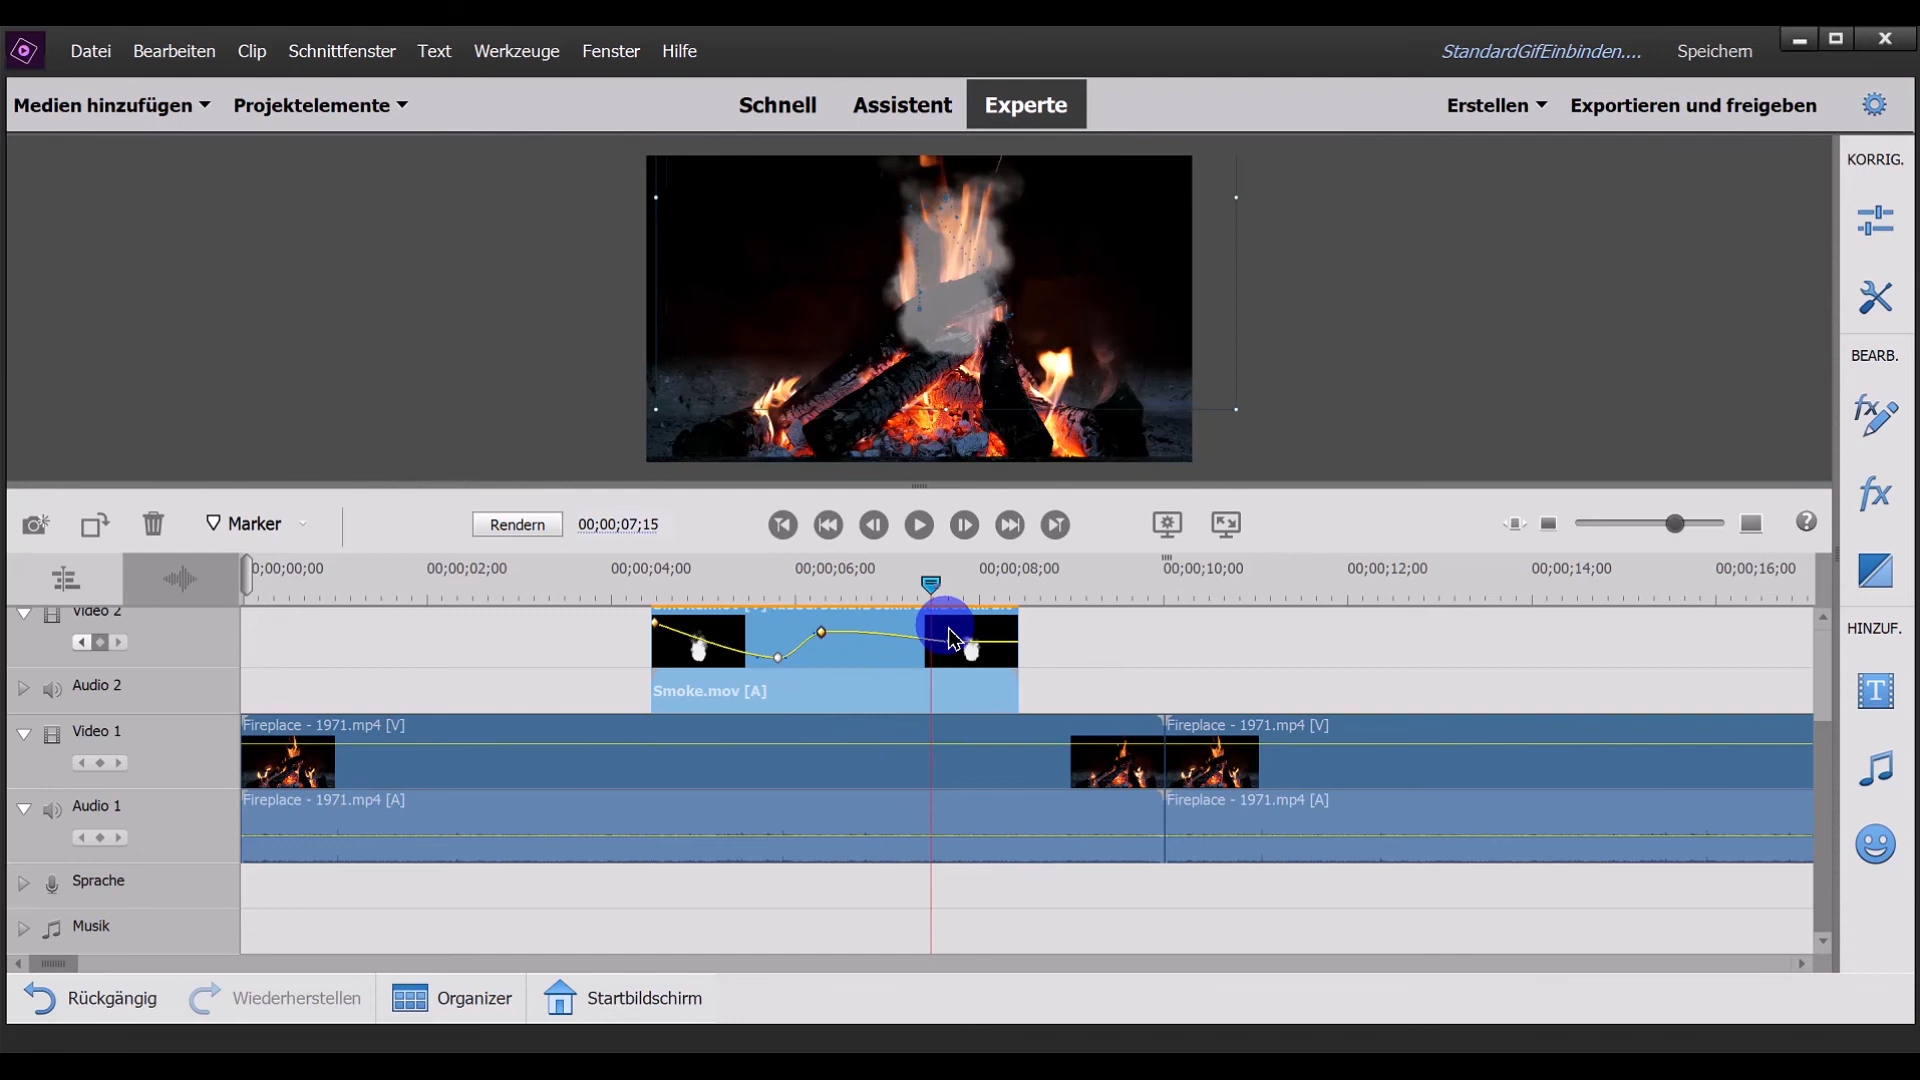 Datei Bearbeiten Clip Schnittfenster Text Werkzeuge Fenster Hilfe StandardGifEinbinden.... Speichern
Medien hinzufügen Projektelemente Schnell Assistent Experte Erstellen Exportieren und freigeben
KORRIG.
BEARB.
Marker Rendern 00;00;07;15
0;00;00;00 00;00;02;00 00;00;04;00 00;00;06;00 00;00;08;00 00;00;10;00 00;00;12;00 00;00;14;00 00;00;16;00
HINZUF.
Video 2
Audio 2 Smoke.mov [A]
Video 1 Fireplace - 1971.mp4 [V] Fireplace - 1971.mp4 [V]
Audio 1 Fireplace - 1971.mp4 [A] Fireplace - 1971.mp4 [A]
Sprache
Musik
Rückgängig Wiederherstellen Organizer Startbildschirm